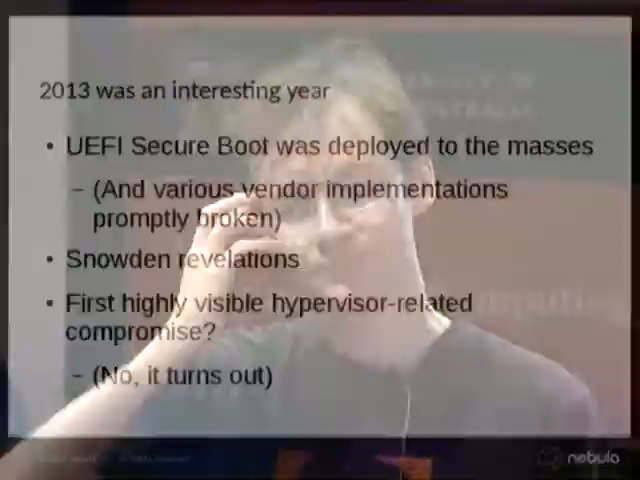 2013 was an interesting year
• UEFI Secure Boot was deployed to the masses
– (And various vendor implementations
promptly broken)
• Snowden revelations
• First highly visible hypervisor-related
compromise?
– (No, it turns out)
nebula